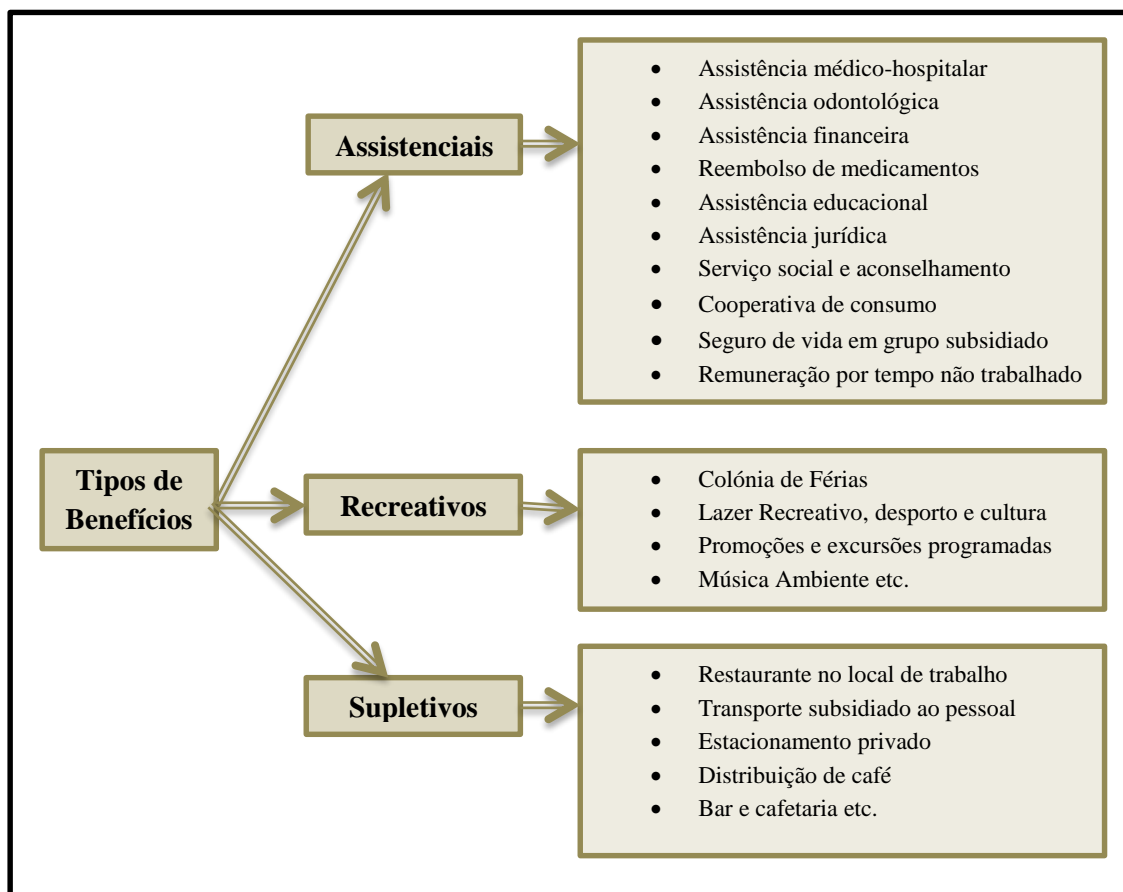 Tipos de
Benefícios
Assistenciais
• Assistência médico-hospitalar
• Assistência odontológica
• Assistência financeira
• Reembolso de medicamentos
• Assistência educacional
• Assistência jurídica
• Serviço social e aconselhamento
• Cooperativa de consumo
• Seguro de vida em grupo subsidiado
• Remuneração por tempo não trabalhado
Recreativos
• Colónia de Férias
• Lazer Recreativo, desporto e cultura
• Promoções e excursões programadas
• Música Ambiente etc.
Supletivos
• Restaurante no local de trabalho
• Transporte subsidiado ao pessoal
• Estacionamento privado
• Distribuição de café
• Bar e cafetaria etc.